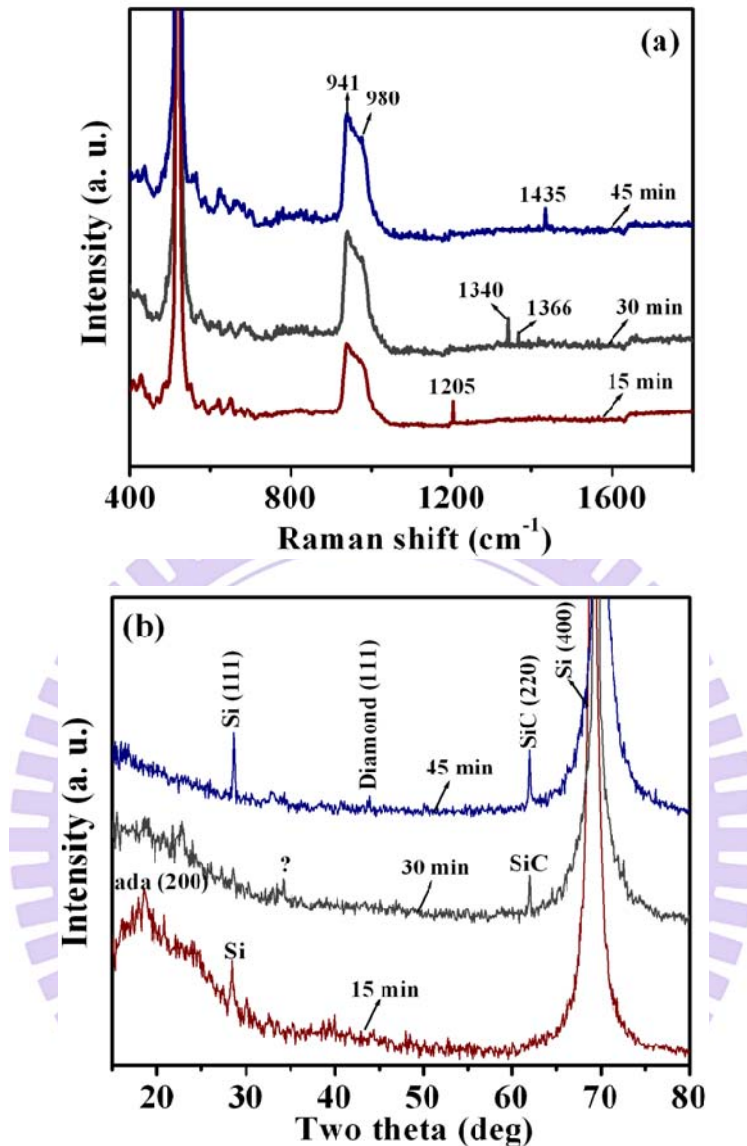 (a)
941
980
1435
45 min
1340
1366
30 min
1205
15 min
Intensity (a. u.)
400
800
1200
1600
Raman shift (cm⁻¹)
(b)
Si (111)
Diamond (111)
SiC (220)
Si (400)
45 min
ada (200)
?
30 min
SiC
Si
15 min
Intensity (a. u.)
20
30
40
50
60
70
80
Two theta (deg)